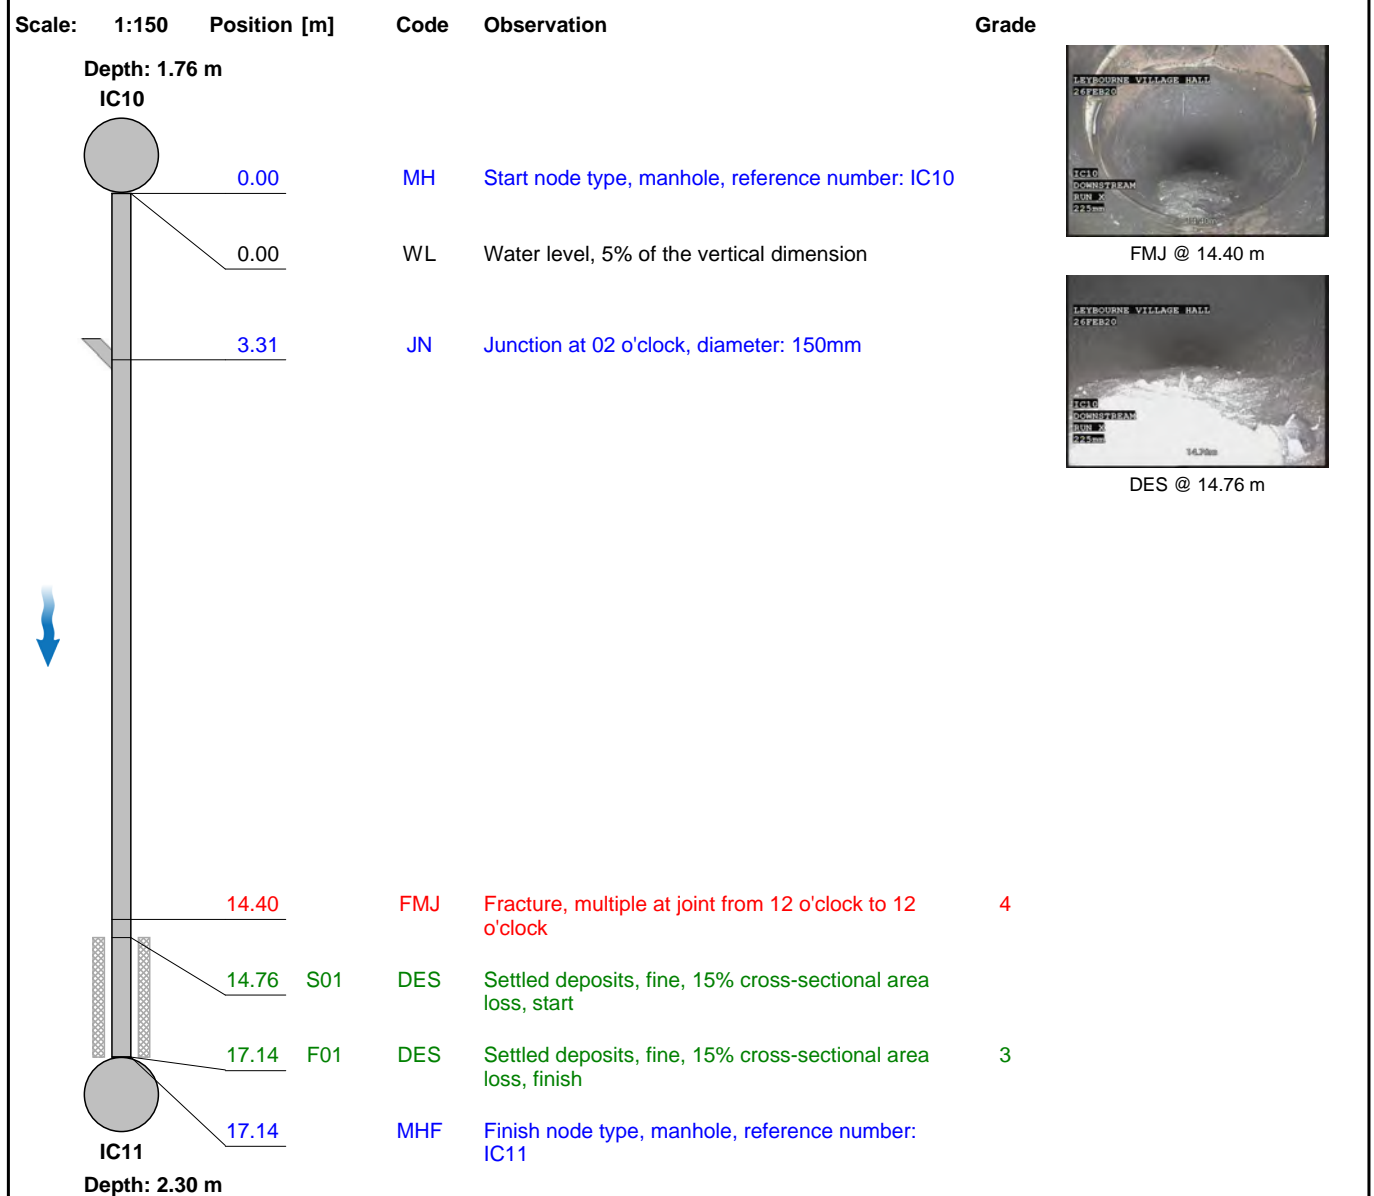 Scale: 1:150 Position [m] Code Observation Grade
Depth: 1.76 m
IC10
0.00 MH Start node type, manhole, reference number: IC10
0.00 WL Water level, 5% of the vertical dimension
3.31 JN Junction at 02 o'clock, diameter: 150mm
14.40 FMJ Fracture, multiple at joint from 12 o'clock to 12 4
o'clock
14.76 S01 DES Settled deposits, fine, 15% cross-sectional area
loss, start
17.14 F01 DES Settled deposits, fine, 15% cross-sectional area 3
loss, finish
17.14 MHF Finish node type, manhole, reference number:
IC11
IC11
Depth: 2.30 m
LEYBOURNE VILLAGE HALL
26FEB20
IC10
DOWNSTREAM
RUN X
225mm
FMJ @ 14.40 m
LEYBOURNE VILLAGE HALL
26FEB20
IC10
DOWNSTREAM
RUN X
225mm
14.76m
DES @ 14.76 m